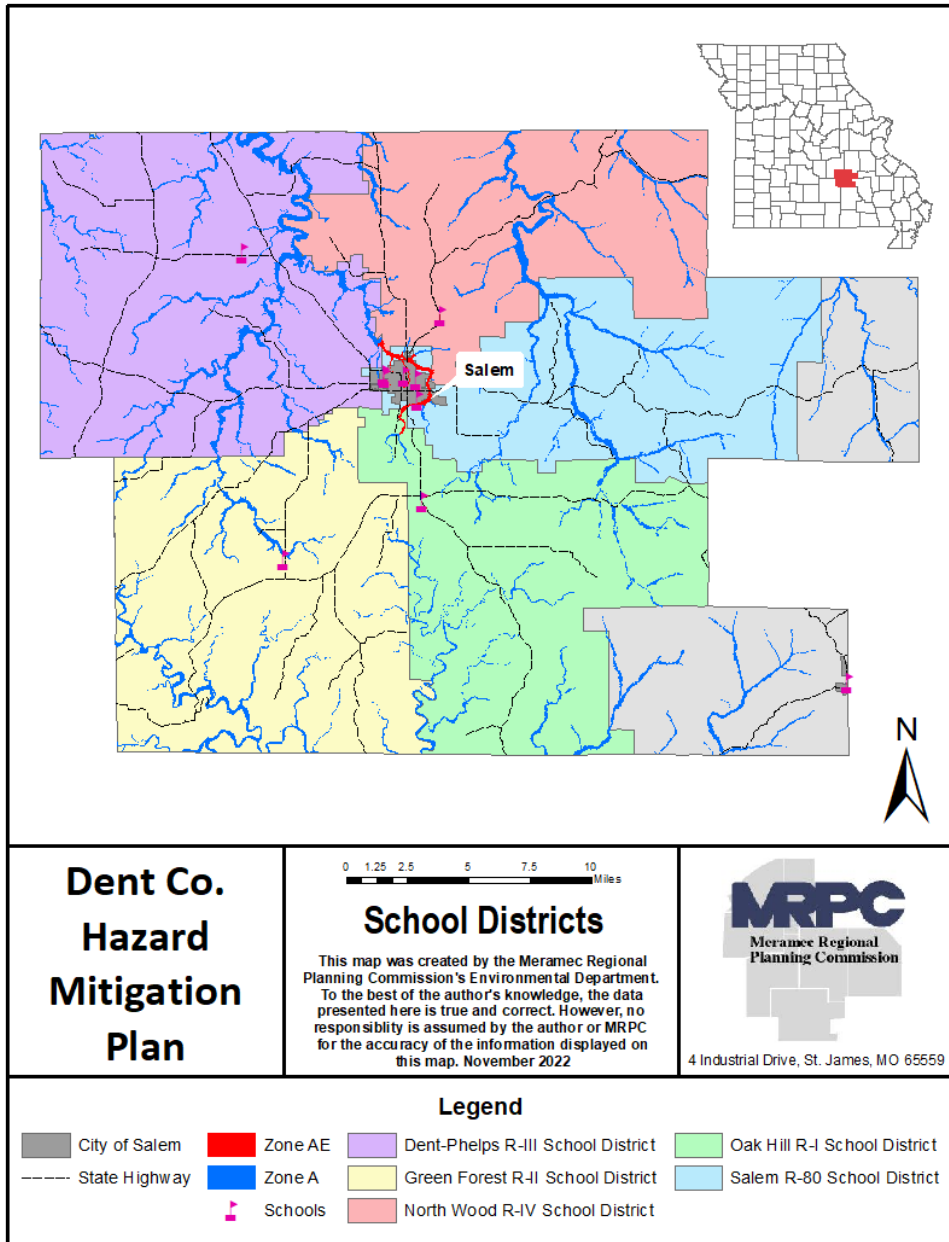 Salem
N
Dent Co.
Hazard
Mitigation
Plan
0 1.25 2.5 5 7.5 10
Miles
School Districts
This map was created by the Meramec Regional
Planning Commission's Environmental Department.
To the best of the author's knowledge, the data
presented here is true and correct. However, no
responsiblity is assumed by the author or MRPC
for the accuracy of the information displayed on
this map. November 2022
MRPC
Meramec Regional
Planning Commission
4 Industrial Drive, St. James, MO 65559
Legend
City of Salem
State Highway
Zone AE
Zone A
Schools
Dent-Phelps R-III School District
Green Forest R-II School District
North Wood R-IV School District
Oak Hill R-I School District
Salem R-80 School District